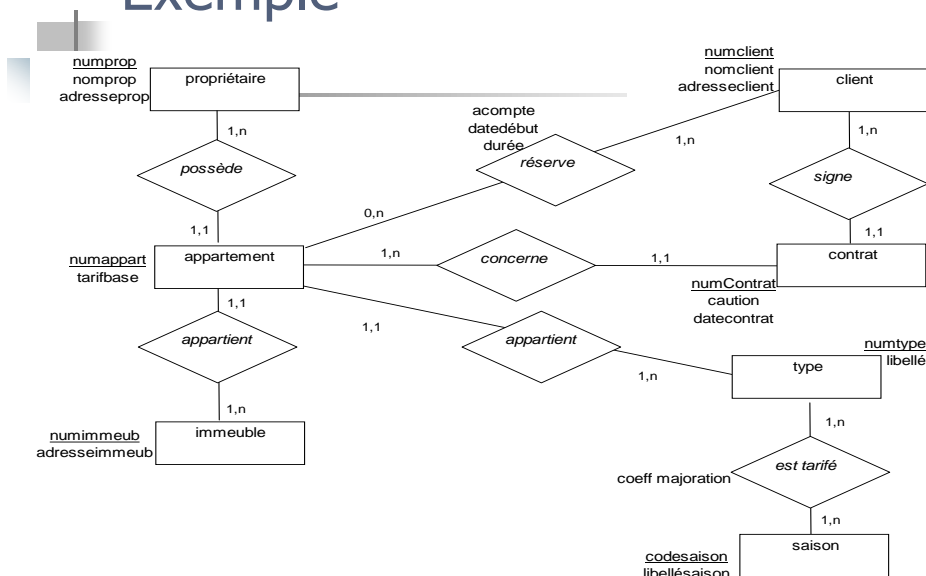 Exemple
numprop
nomprop
adresseprop
propriétaire
1,n
possède
1,1
numclient
nomclient
adresseclient
client
acompte
datedébut
durée
réserve
1,n
0,n
1,n
signe
1,1
numappart
tarifbase
appartement
1,n
concerne
1,1
contrat
numContrat
caution
datecontrat
1,1
appartient
1,n
1,1
appartient
1,n
numtype
libellé
type
numimmeub
adresseimmeub
immeuble
1,n
coeff majoration
est tarifé
1,n
codesaison
libellésaison
saison